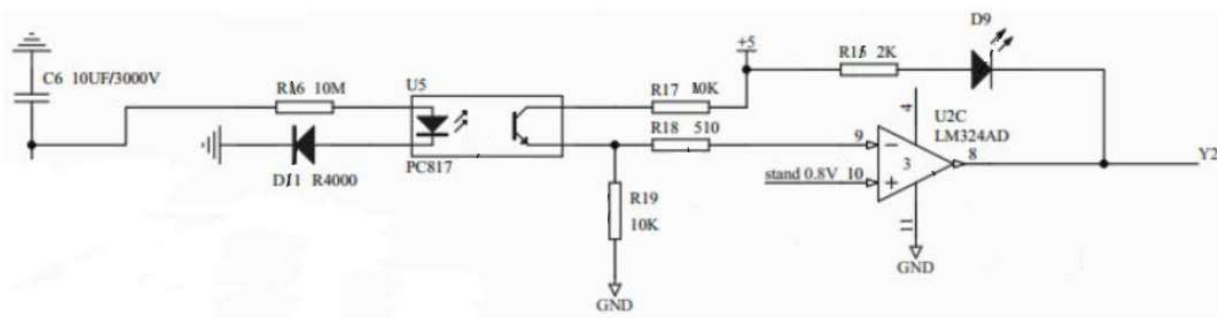 D9
+5
R15 2K
C6 10UF/3000V
R16 10M
U5
R17 10K
4
U2C
LM324AD
R18 510
9
−
3
8
Y2
PC817
stand 0.8V 10
+
D11 R4000
R19
10K
11
GND
GND